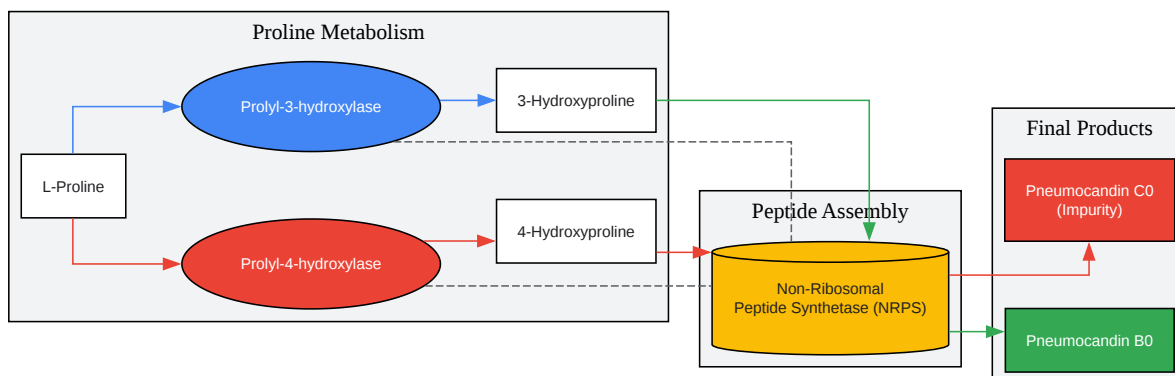 Proline Metabolism
Prolyl-3-hydroxylase
3-Hydroxyproline
L-Proline
Prolyl-4-hydroxylase
4-Hydroxyproline
Peptide Assembly
Non-Ribosomal
Peptide Synthetase (NRPS)
Final Products
Pneumocandin C0
(Impurity)
Pneumocandin B0